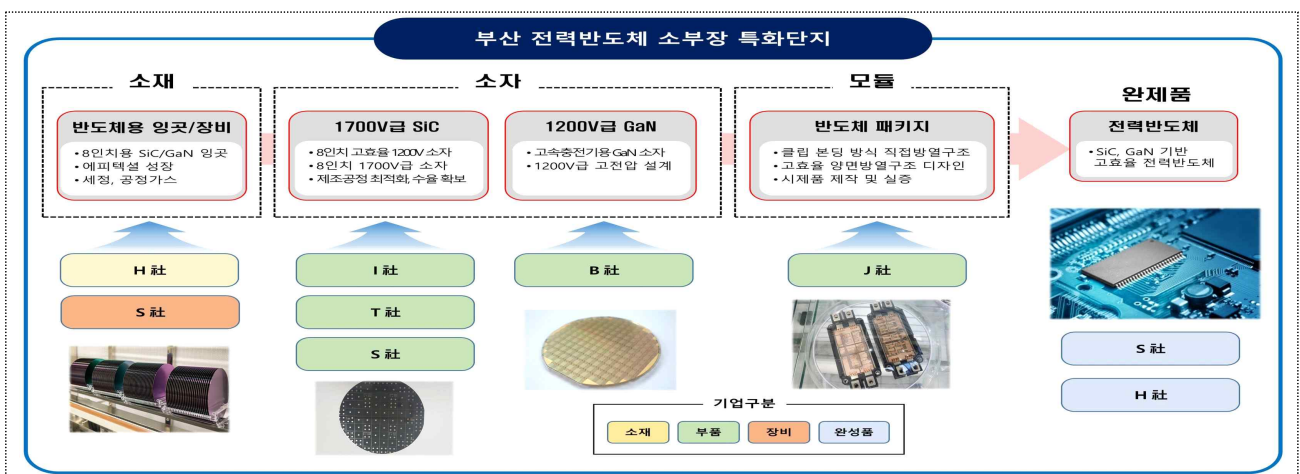 부산 전력반도체 소부장 특화단지
소재
반도체용 잉곳/장비
•8인치용 SiC/GaN 잉곳
•에피텍셜 성장
•세정, 공정가스
H 社
S 社
소자
1700V급 SiC
•8인치 고효율 1200V 소자
•8인치 1700V급 소자
•제조공정 최적화, 수율 확보
I 社
T 社
S 社
1200V급 GaN
•고속충전기용 GaN 소자
•1200V급 고전압 설계
B 社
모듈
반도체 패키지
•클립 본딩 방식 직접방열구조
•고효율 양면방열구조 디자인
•시제품 제작 및 실증
J 社
완제품
전력반도체
•SiC, GaN 기반
고효율 전력반도체
S 社
H 社
기업구분
소재
부품
장비
완성품